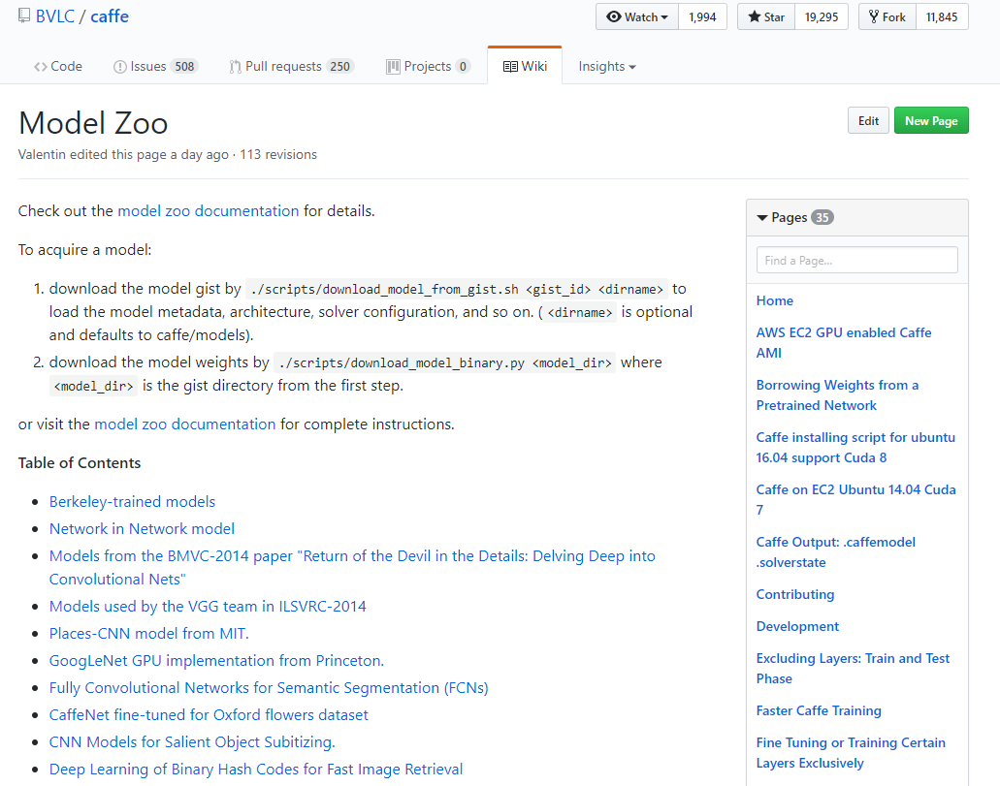 BVLC / caffe
Watch 1,994 Star 19,295 Fork 11,845
Code Issues 508 Pull requests 250 Projects 0 Wiki Insights
Model Zoo
Edit New Page
Valentin edited this page a day ago · 113 revisions
Check out the model zoo documentation for details.
To acquire a model:
1. download the model gist by ./scripts/download_model_from_gist.sh <gist_id> <dirname> to
load the model metadata, architecture, solver configuration, and so on. ( <dirname> is optional
and defaults to caffe/models).
2. download the model weights by ./scripts/download_model_binary.py <model_dir> where
<model_dir> is the gist directory from the first step.
or visit the model zoo documentation for complete instructions.
Table of Contents
• Berkeley-trained models
• Network in Network model
• Models from the BMVC-2014 paper "Return of the Devil in the Details: Delving Deep into
Convolutional Nets"
• Models used by the VGG team in ILSVRC-2014
• Places-CNN model from MIT.
• GoogLeNet GPU implementation from Princeton.
• Fully Convolutional Networks for Semantic Segmentation (FCNs)
• CaffeNet fine-tuned for Oxford flowers dataset
• CNN Models for Salient Object Subitizing.
• Deep Learning of Binary Hash Codes for Fast Image Retrieval
Pages 35
Find a Page...
Home
AWS EC2 GPU enabled Caffe
AMI
Borrowing Weights from a
Pretrained Network
Caffe installing script for ubuntu
16.04 support Cuda 8
Caffe on EC2 Ubuntu 14.04 Cuda
7
Caffe Output: .caffemodel
.solverstate
Contributing
Development
Excluding Layers: Train and Test
Phase
Faster Caffe Training
Fine Tuning or Training Certain
Layers Exclusively